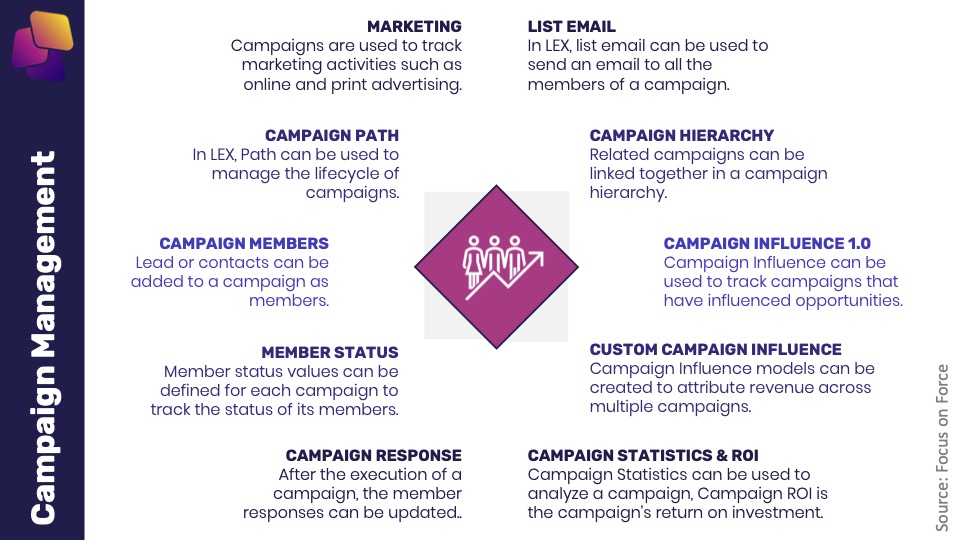 Campaign Management
MARKETING
Campaigns are used to track
marketing activities such as
online and print advertising.
CAMPAIGN PATH
In LEX, Path can be used to
manage the lifecycle of
campaigns.
CAMPAIGN MEMBERS
Lead or contacts can be
added to a campaign as
members.
MEMBER STATUS
Member status values can be
defined for each campaign to
track the status of its members.
CAMPAIGN RESPONSE
After the execution of a
campaign, the member
responses can be updated..
LIST EMAIL
In LEX, list email can be used to
send an email to all the
members of a campaign.
CAMPAIGN HIERARCHY
Related campaigns can be
linked together in a campaign
hierarchy.
CAMPAIGN INFLUENCE 1.0
Campaign Influence can be
used to track campaigns that
have influenced opportunities.
CUSTOM CAMPAIGN INFLUENCE
Campaign Influence models can be
created to attribute revenue across
multiple campaigns.
CAMPAIGN STATISTICS & ROI
Campaign Statistics can be used to
analyze a campaign, Campaign ROI is
the campaign's return on investment.
Source: Focus on Force